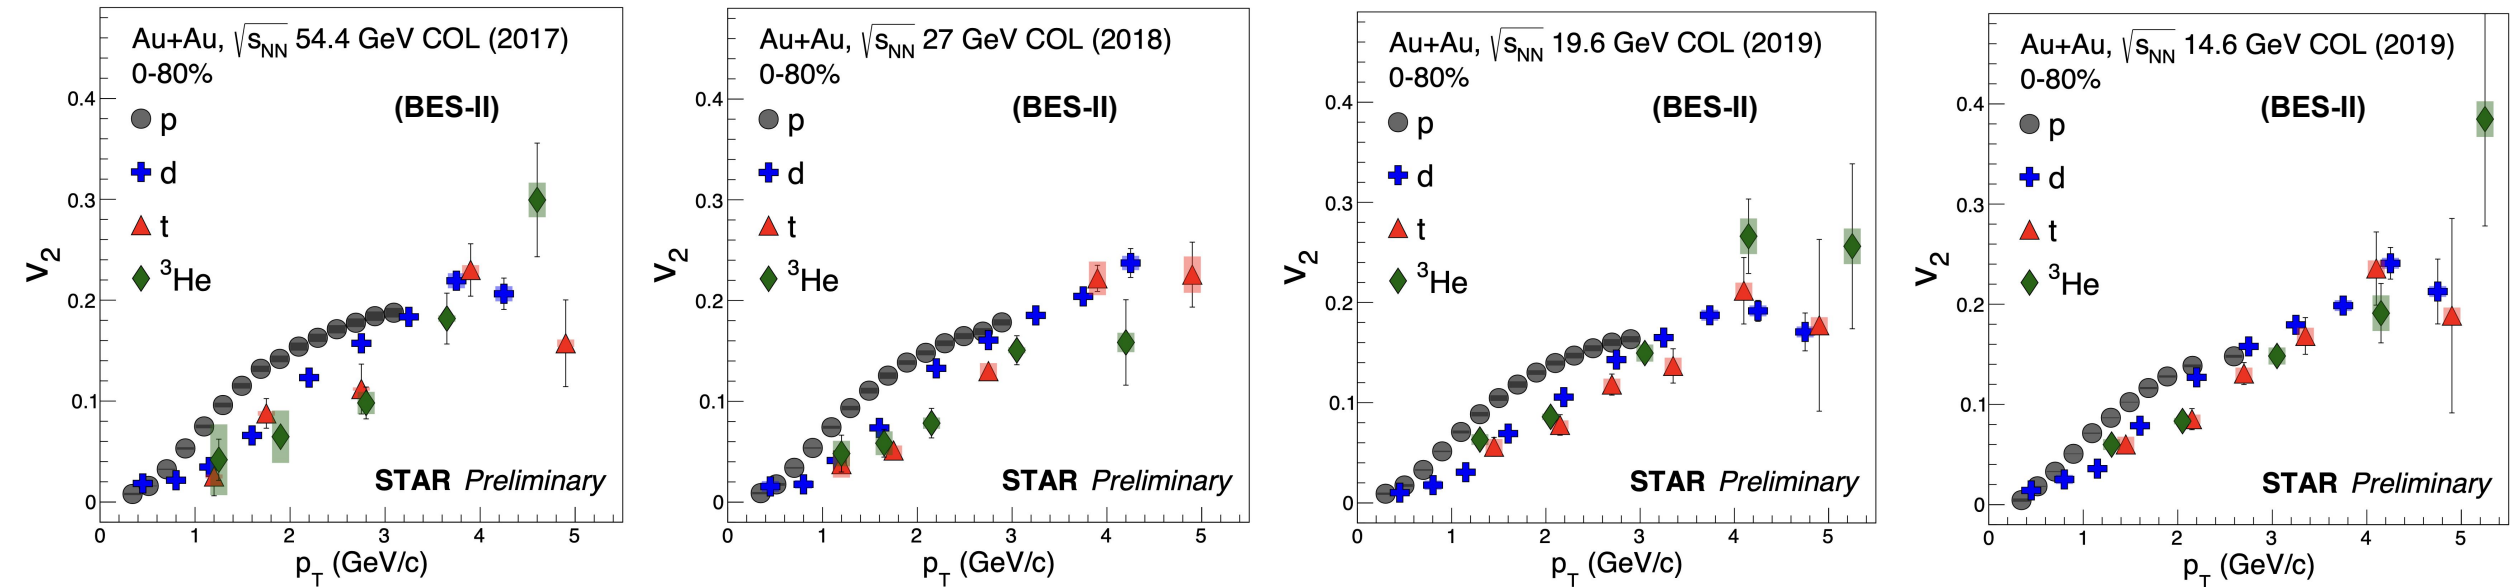 Au+Au, √sNN 54.4 GeV COL (2017)
0-80%
(BES-II)
p
d
t
³He
STAR Preliminary
v₂
0.4
0.3
0.2
0.1
0
0 1 2 3 4 5
pT (GeV/c)
Au+Au, √sNN 27 GeV COL (2018)
0-80%
(BES-II)
p
d
t
³He
STAR Preliminary
v₂
0.4
0.3
0.2
0.1
0
0 1 2 3 4 5
pT (GeV/c)
Au+Au, √sNN 19.6 GeV COL (2019)
0-80%
(BES-II)
p
d
t
³He
STAR Preliminary
v₂
0.4
0.3
0.2
0.1
0
0 1 2 3 4 5
pT (GeV/c)
Au+Au, √sNN 14.6 GeV COL (2019)
0-80%
(BES-II)
p
d
t
³He
STAR Preliminary
v₂
0.4
0.3
0.2
0.1
0
0 1 2 3 4 5
pT (GeV/c)